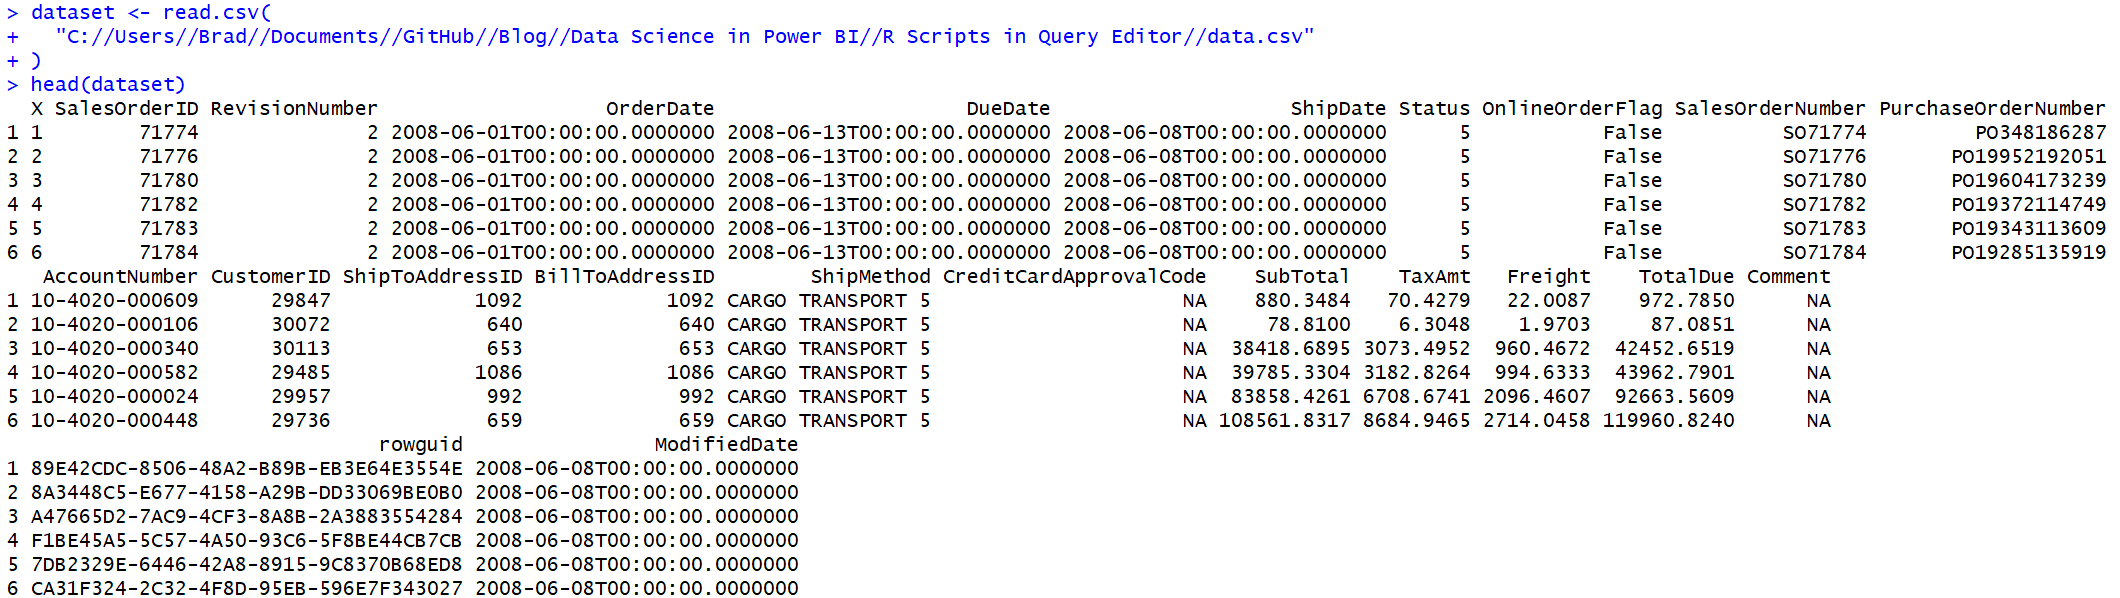 > dataset <- read.csv(
+   "C://Users//Brad//Documents//GitHub//Blog//Data Science in Power BI//R Scripts in Query Editor//data.csv"
+ )
> head(dataset)
  X SalesOrderID RevisionNumber                   OrderDate                     DueDate                    ShipDate Status OnlineOrderFlag SalesOrderNumber PurchaseOrderNumber
1 1        71774              2 2008-06-01T00:00:00.0000000 2008-06-13T00:00:00.0000000 2008-06-08T00:00:00.0000000      5           False          SO71774         PO348186287
2 2        71776              2 2008-06-01T00:00:00.0000000 2008-06-13T00:00:00.0000000 2008-06-08T00:00:00.0000000      5           False          SO71776       PO19952192051
3 3        71780              2 2008-06-01T00:00:00.0000000 2008-06-13T00:00:00.0000000 2008-06-08T00:00:00.0000000      5           False          SO71780       PO19604173239
4 4        71782              2 2008-06-01T00:00:00.0000000 2008-06-13T00:00:00.0000000 2008-06-08T00:00:00.0000000      5           False          SO71782       PO19372114749
5 5        71783              2 2008-06-01T00:00:00.0000000 2008-06-13T00:00:00.0000000 2008-06-08T00:00:00.0000000      5           False          SO71783       PO19343113609
6 6        71784              2 2008-06-01T00:00:00.0000000 2008-06-13T00:00:00.0000000 2008-06-08T00:00:00.0000000      5           False          SO71784       PO19285135919
   AccountNumber CustomerID ShipToAddressID BillToAddressID        ShipMethod CreditCardApprovalCode    SubTotal    TaxAmt   Freight    TotalDue Comment
1 10-4020-000609      29847            1092            1092 CARGO TRANSPORT 5                     NA    880.3484   70.4279   22.0087    972.7850      NA
2 10-4020-000106      30072             640             640 CARGO TRANSPORT 5                     NA     78.8100    6.3048    1.9703     87.0851      NA
3 10-4020-000340      30113             653             653 CARGO TRANSPORT 5                     NA  38418.6895 3073.4952  960.4672  42452.6519      NA
4 10-4020-000582      29485            1086            1086 CARGO TRANSPORT 5                     NA  39785.3304 3182.8264  994.6333  43962.7901      NA
5 10-4020-000024      29957             992             992 CARGO TRANSPORT 5                     NA  83858.4261 6708.6741 2096.4607  92663.5609      NA
6 10-4020-000448      29736             659             659 CARGO TRANSPORT 5                     NA 108561.8317 8684.9465 2714.0458 119960.8240      NA
                               rowguid                ModifiedDate
1 89E42CDC-8506-48A2-B89B-EB3E64E3554E 2008-06-08T00:00:00.0000000
2 8A3448C5-E677-4158-A29B-DD33069BE0B0 2008-06-08T00:00:00.0000000
3 A47665D2-7AC9-4CF3-8A8B-2A3883554284 2008-06-08T00:00:00.0000000
4 F1BE45A5-5C57-4A50-93C6-5F8BE44CB7CB 2008-06-08T00:00:00.0000000
5 7DB2329E-6446-42A8-8915-9C8370B68ED8 2008-06-08T00:00:00.0000000
6 CA31F324-2C32-4F8D-95EB-596E7F343027 2008-06-08T00:00:00.0000000